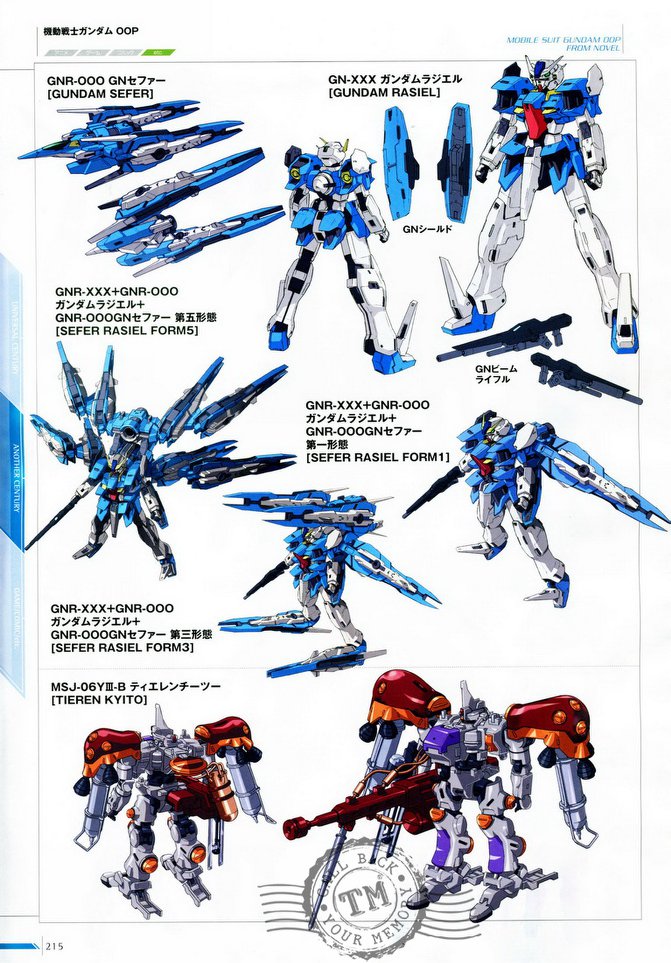 機動戦士ガンダム OOP
MOBILE SUIT GUNDAM OOP
FROM NOVEL
etc
GNR-000 GNセファー
[GUNDAM SEFER]
GN-XXX ガンダムラジエル
[GUNDAM RASIEL]
GNシールド
GNR-XXX+GNR-000
ガンダムラジエル+
GNR-000GNセファー 第五形態
[SEFER RASIEL FORM5]
GNビーム
ライフル
GNR-XXX+GNR-000
ガンダムラジエル+
GNR-000GNセファー
第一形態
[SEFER RASIEL FORM1]
GNR-XXX+GNR-000
ガンダムラジエル+
GNR-000GNセファー 第三形態
[SEFER RASIEL FORM3]
MSJ-06YⅢ-B ティエレンチーツー
[TIEREN KYITO]
UNIVERSAL CENTURY
ANOTHER CENTURY
CALL BACK
TM
YOUR MEMORY
215